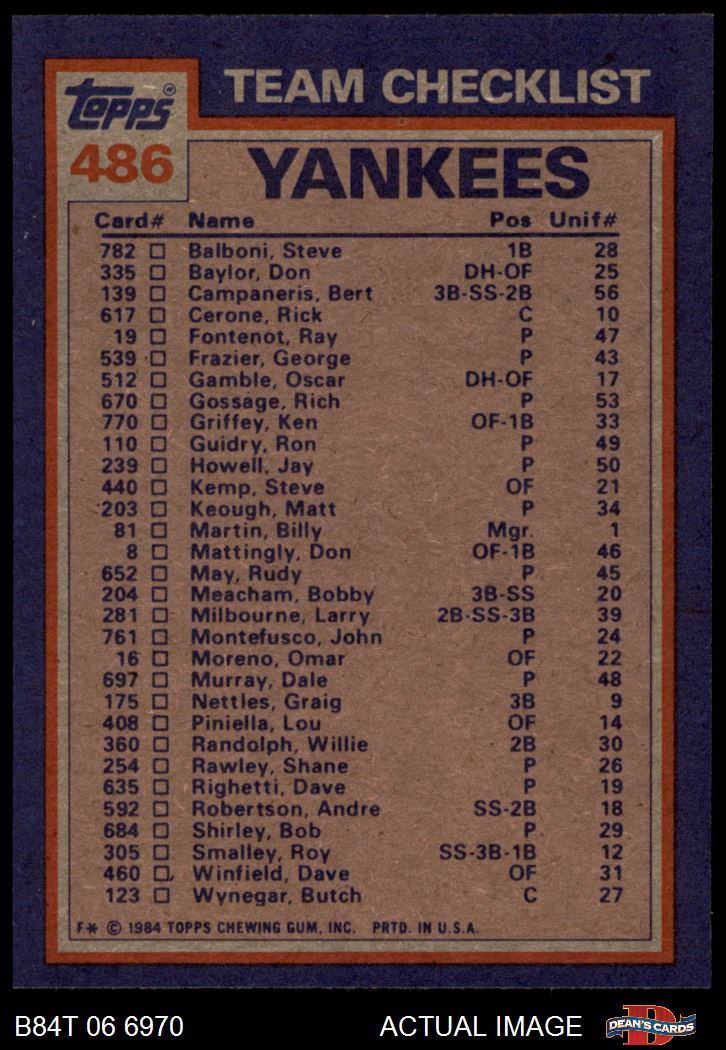 TEAM CHECKLIST
Topps®
486
YANKEES
Card# Name Pos Unif#
782 Balboni, Steve 1B 28
335 Baylor, Don DH-OF 25
139 Campaneris, Bert 3B-SS-2B 56
617 Cerone, Rick C 10
19 Fontenot, Ray P 47
539 Frazier, George P 43
512 Gamble, Oscar DH-OF 17
670 Gossage, Rich P 53
770 Griffey, Ken OF-1B 33
110 Guidry, Ron P 49
239 Howell, Jay P 50
440 Kemp, Steve OF 21
203 Keough, Matt P 34
81 Martin, Billy Mgr. 1
8 Mattingly, Don OF-1B 46
652 May, Rudy P 45
204 Meacham, Bobby 3B-SS 20
281 Milbourne, Larry 2B-SS-3B 39
761 Montefusco, John P 24
16 Moreno, Omar OF 22
697 Murray, Dale P 48
175 Nettles, Graig 3B 9
408 Piniella, Lou OF 14
360 Randolph, Willie 2B 30
254 Rawley, Shane P 26
635 Righetti, Dave P 19
592 Robertson, Andre SS-2B 18
684 Shirley, Bob P 29
305 Smalley, Roy SS-3B-1B 12
460 Winfield, Dave OF 31
123 Wynegar, Butch C 27
F* © 1984 TOPPS CHEWING GUM, INC. PRTD. IN U.S.A.
B84T 06 6970 ACTUAL IMAGE
D
DEAN'S CARDS